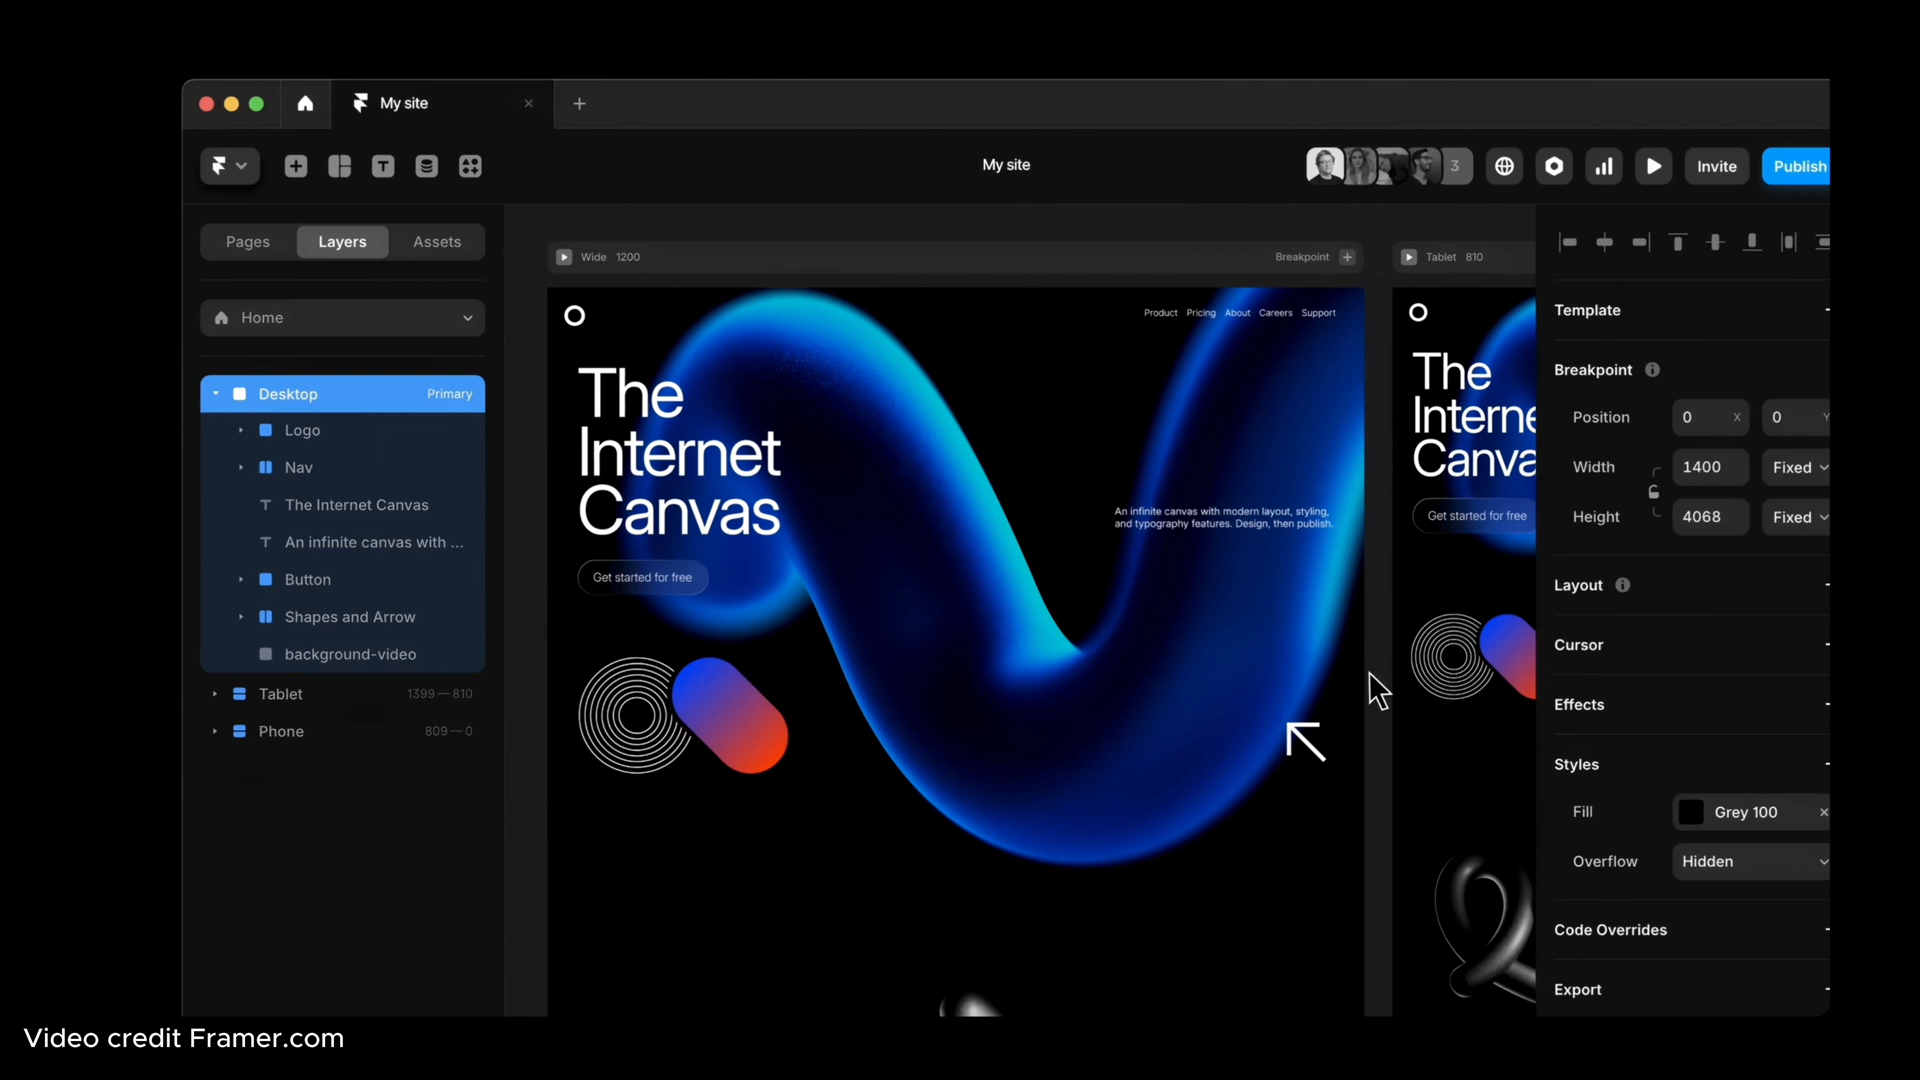 My site
My site
3
Invite
Publish
Pages
Layers
Assets
Home
Desktop
Primary
Logo
Nav
The Internet Canvas
An infinite canvas with ...
Button
Shapes and Arrow
background-video
Tablet
1399—810
Phone
809—0
Wide 1200
Breakpoint
Product Pricing About Careers Support
The
Internet
Canvas
An infinite canvas with modern layout, styling,
and typography features. Design, then publish.
Get started for free
Tablet 810
The
Interne
Canva
Get started for free
Template
Breakpoint
Position
0 X
0 Y
Width
1400
Fixed
Height
4068
Fixed
Layout
Cursor
Effects
Styles
Fill
Grey 100
Overflow
Hidden
Code Overrides
Export
Video credit Framer.com